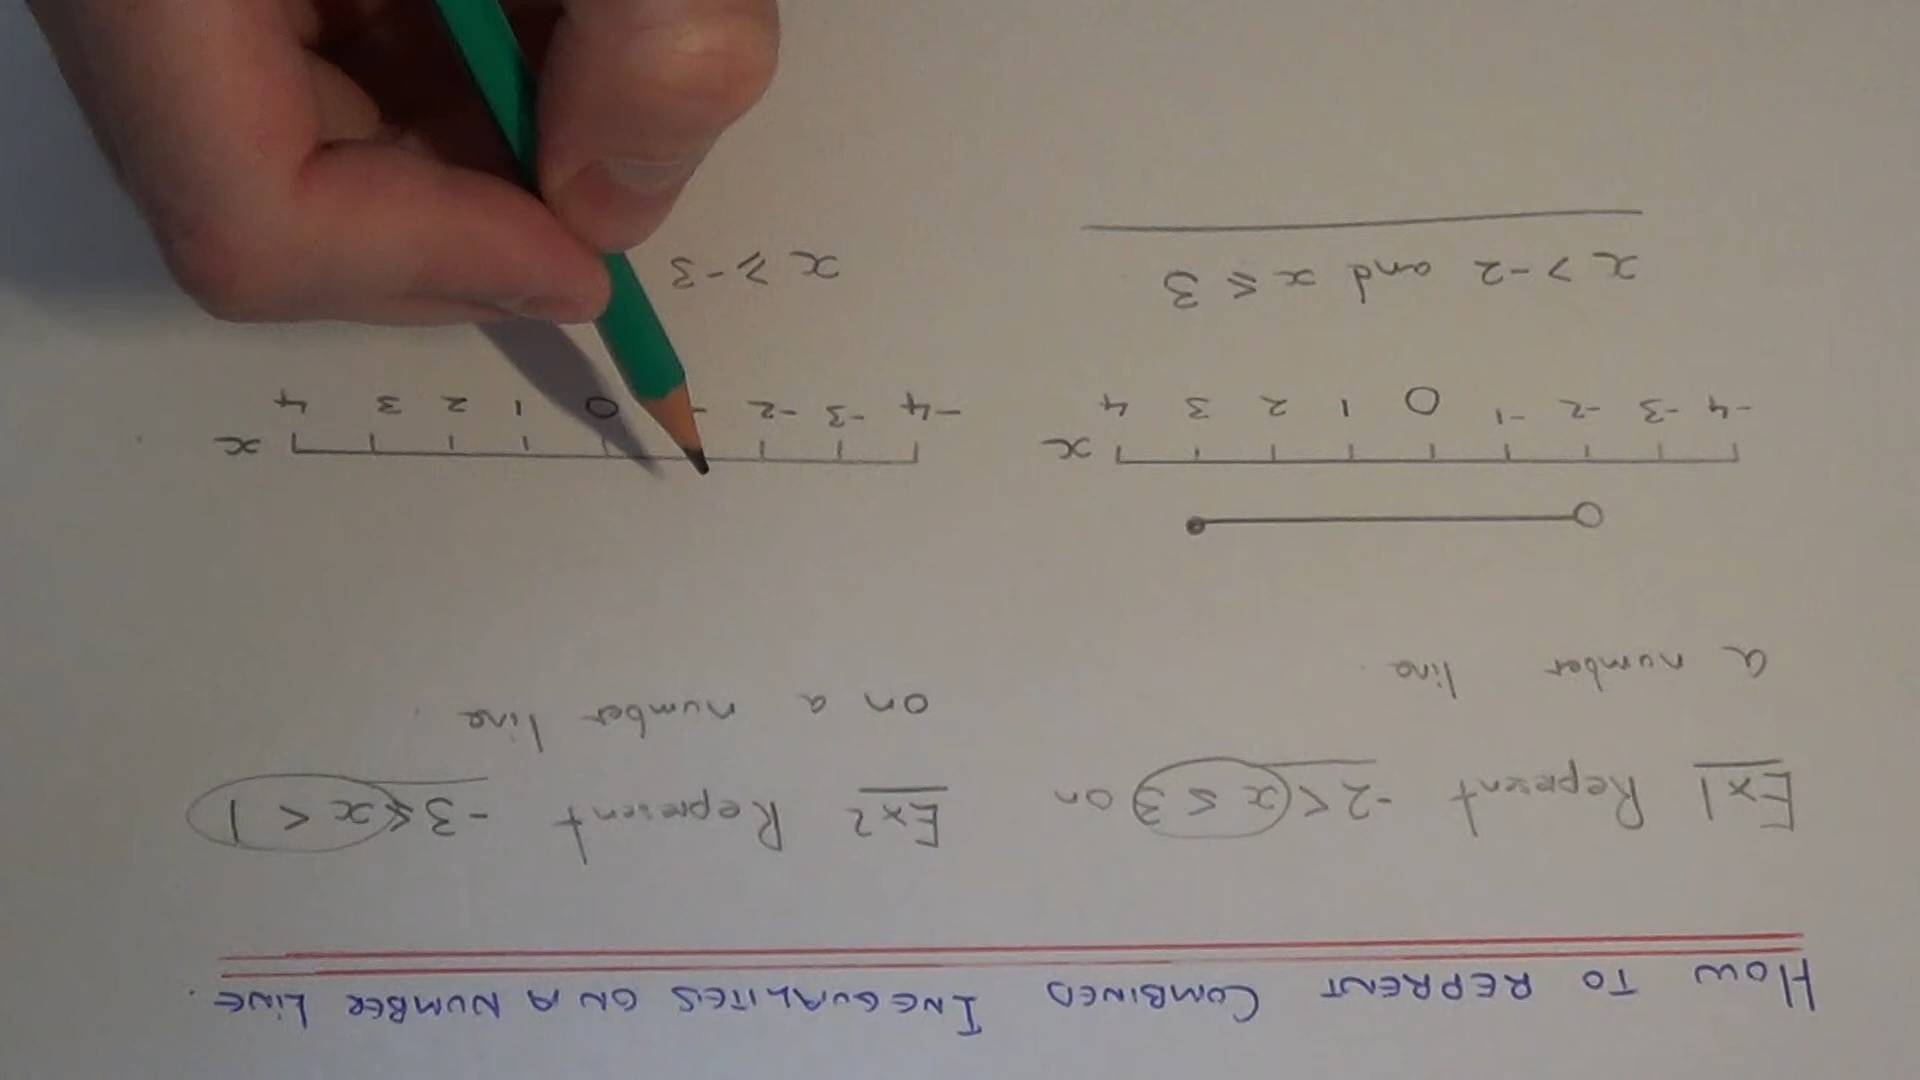 HOW TO REPRENT COMBINED INEQUALITES ON A NUMBER LINE.
Ex1 Represent -2 < x ≤ 3 on
a number line.
-4 -3 -2 -1 0 1 2 3 4 x
x > -2 and x ≤ 3
Ex2 Represent -3 ≤ x < 1
on a number line.
-4 -3 -2 0 1 2 3 4 x
x ≥ -3